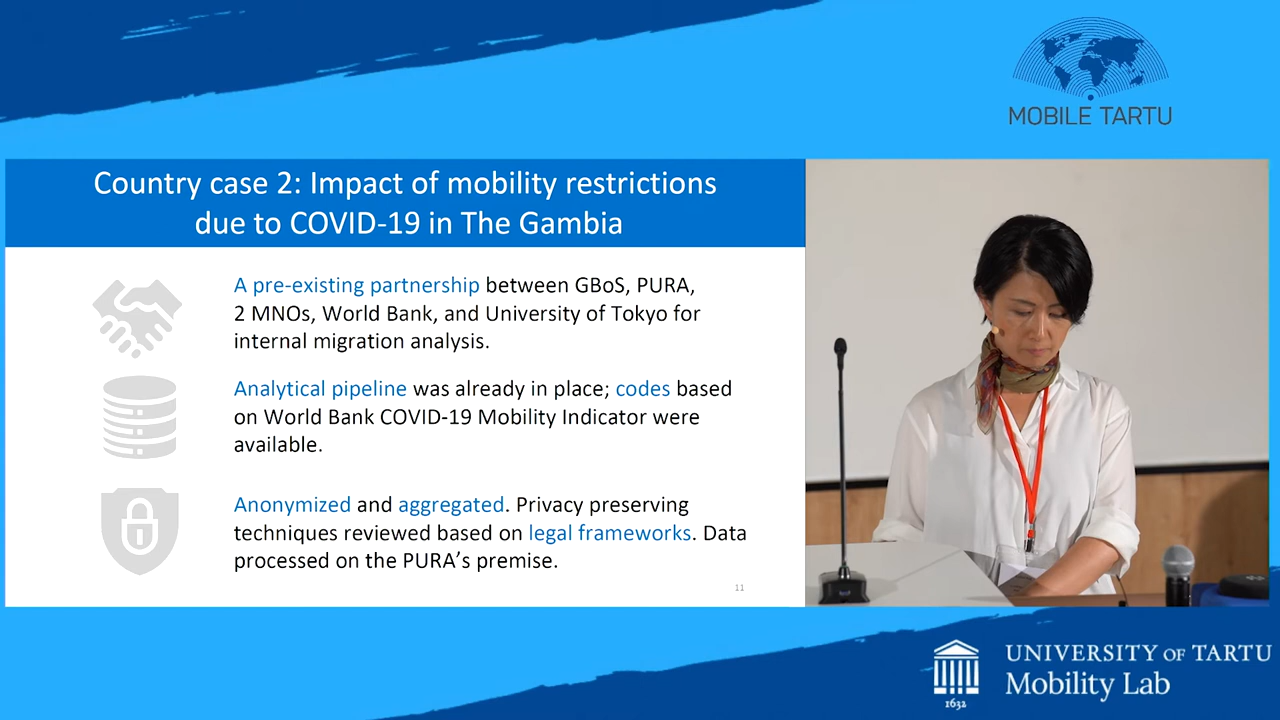 MOBILE TARTU
Country case 2: Impact of mobility restrictions
due to COVID-19 in The Gambia
A pre-existing partnership between GBoS, PURA,
2 MNOs, World Bank, and University of Tokyo for
internal migration analysis.
Analytical pipeline was already in place; codes based
on World Bank COVID-19 Mobility Indicator were
available.
Anonymized and aggregated. Privacy preserving
techniques reviewed based on legal frameworks. Data
processed on the PURA's premise.
11
UNIVERSITY OF TARTU
Mobility Lab
1632